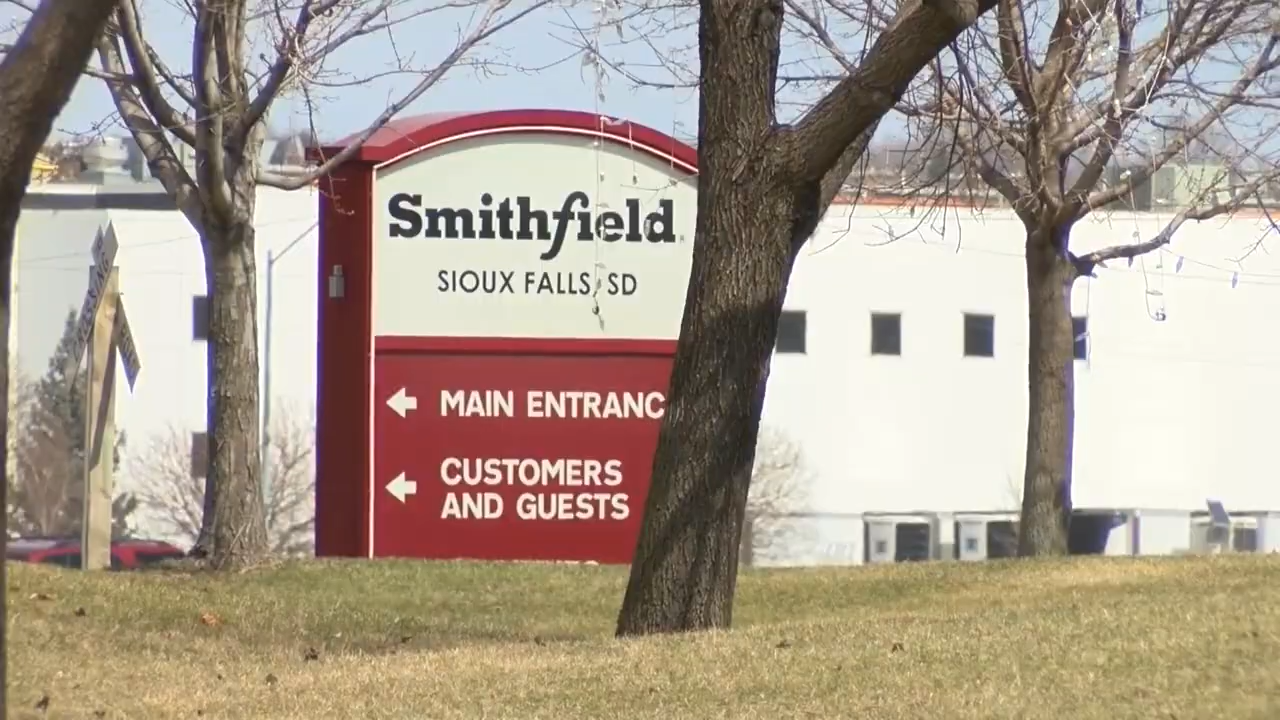 Smithfield
SIOUX FALLS, SD
MAIN ENTRANC
CUSTOMERS
AND GUESTS